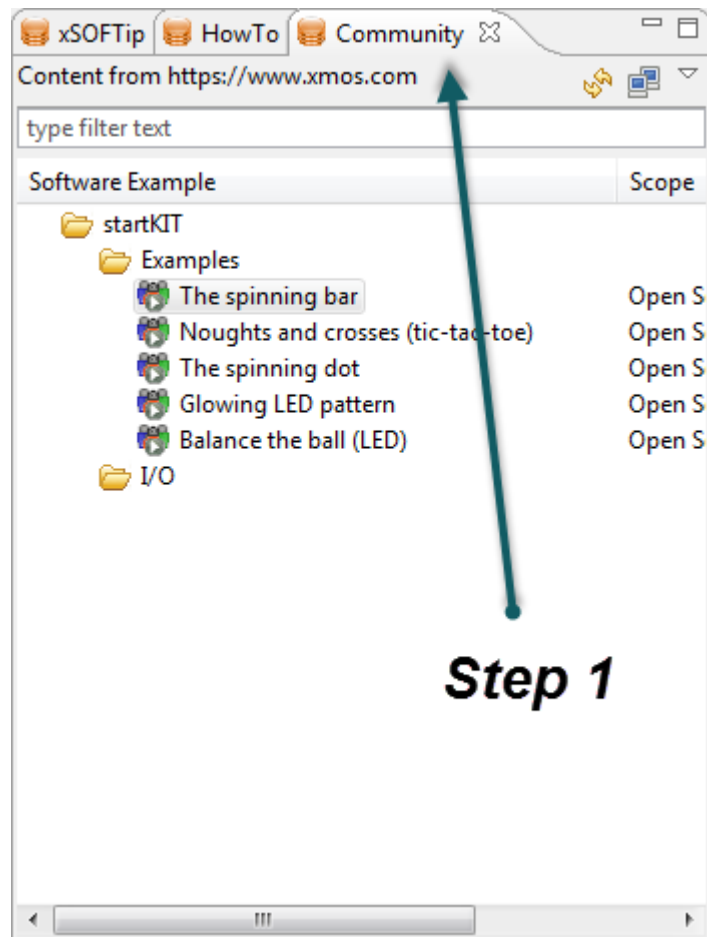 xSOFTip HowTo Community
Content from https://www.xmos.com
type filter text
Software Example Scope
startKIT
Examples
The spinning bar Open S
Noughts and crosses (tic-tac-toe) Open S
The spinning dot Open S
Glowing LED pattern Open S
Balance the ball (LED) Open S
I/O
Step 1